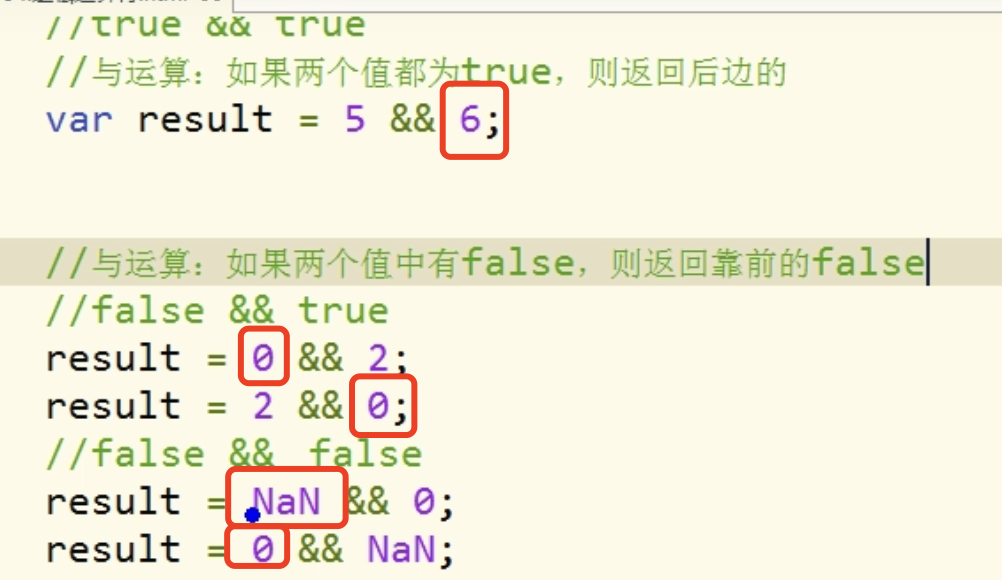 //true && true
//与运算：如果两个值都为true，则返回后边的
var result = 5 && 6;
//与运算：如果两个值中有false，则返回靠前的false
//false && true
result = 0 && 2;
result = 2 && 0;
//false && false
result = NaN && 0;
result = 0 && NaN;